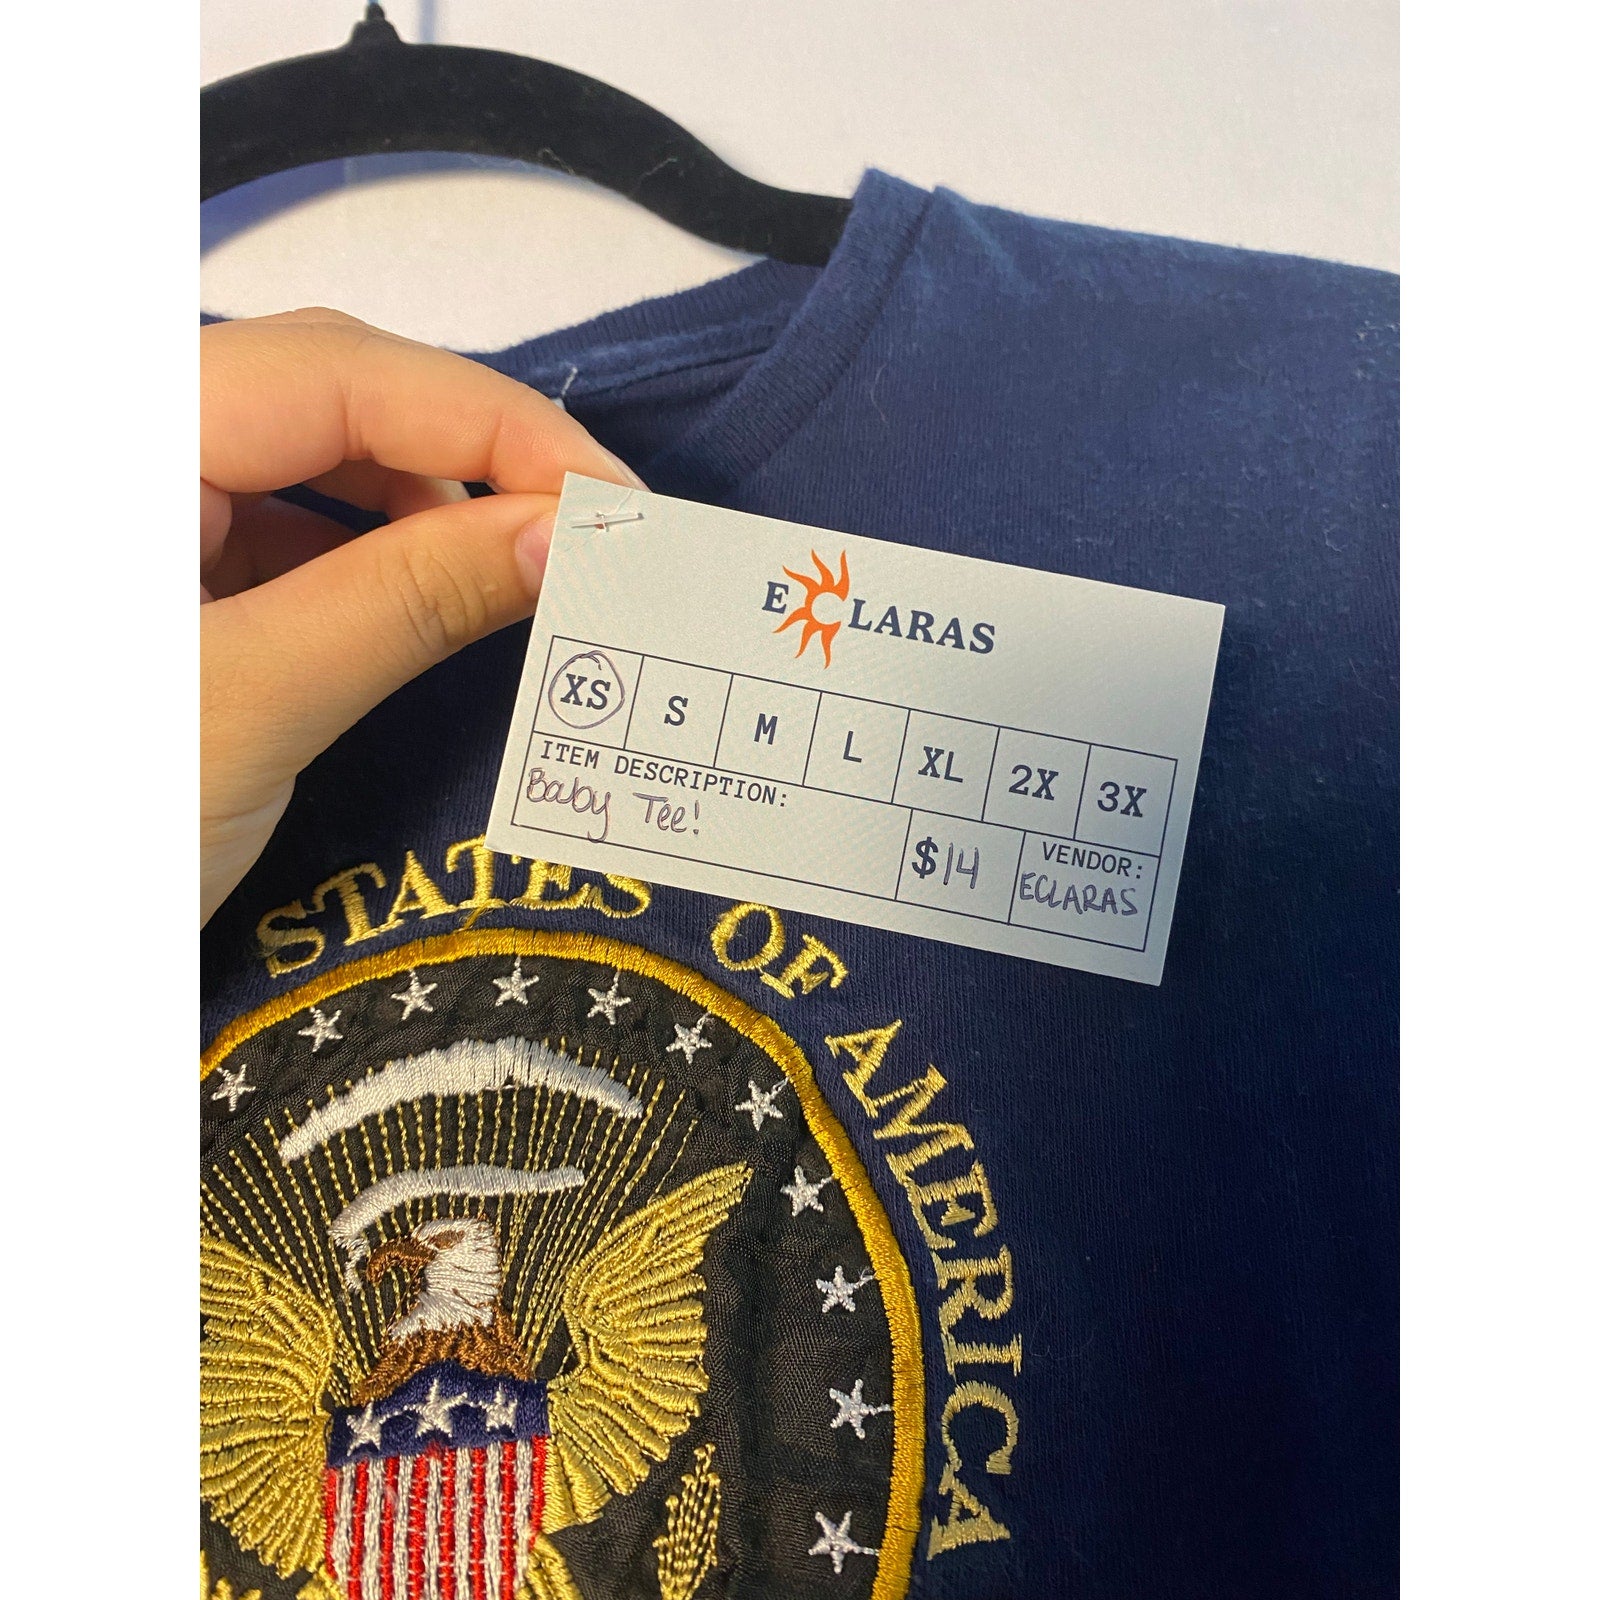 ECLARAS
XS S M L XL 2X 3X
ITEM DESCRIPTION:
Baby Tee!
$14
VENDOR:
ECLARAS
STATES OF AMERICA